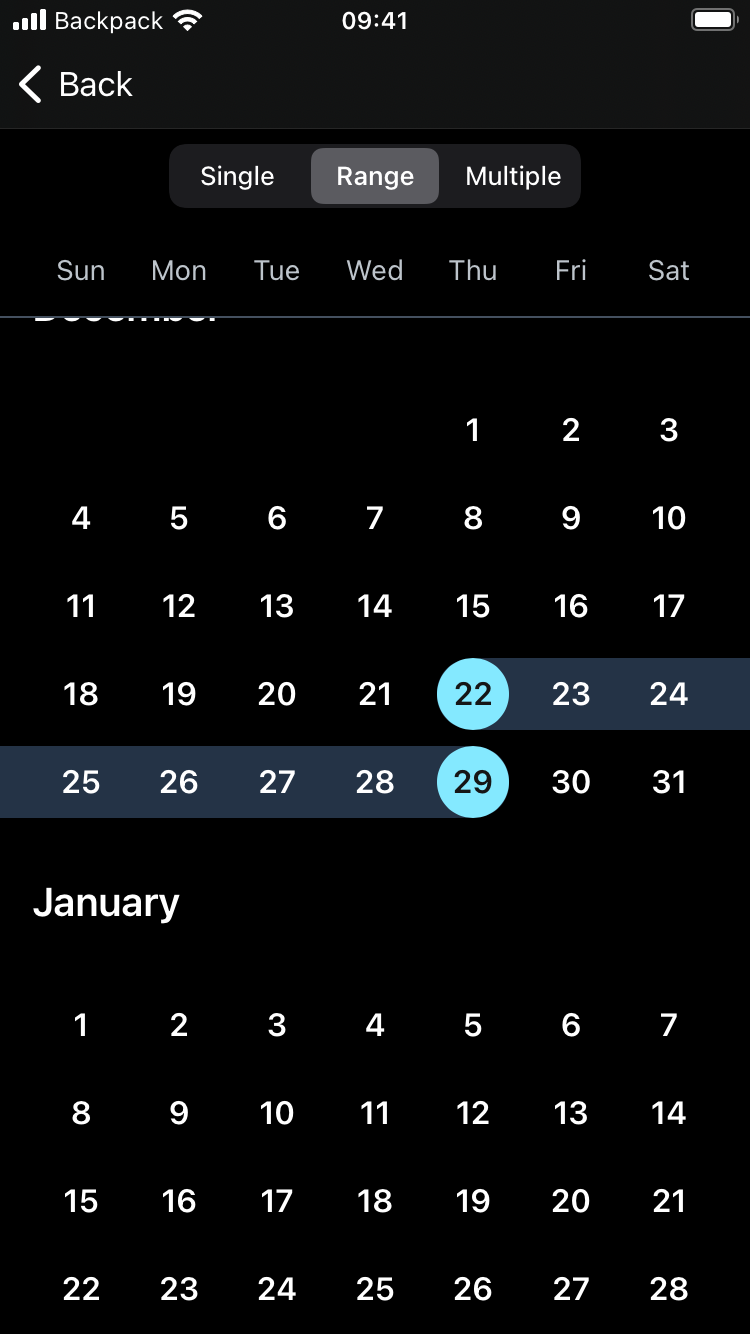 Backpack 09:41
Back
Single Range Multiple
Sun Mon Tue Wed Thu Fri Sat
December
1 2 3
4 5 6 7 8 9 10
11 12 13 14 15 16 17
18 19 20 21 22 23 24
25 26 27 28 29 30 31
January
1 2 3 4 5 6 7
8 9 10 11 12 13 14
15 16 17 18 19 20 21
22 23 24 25 26 27 28